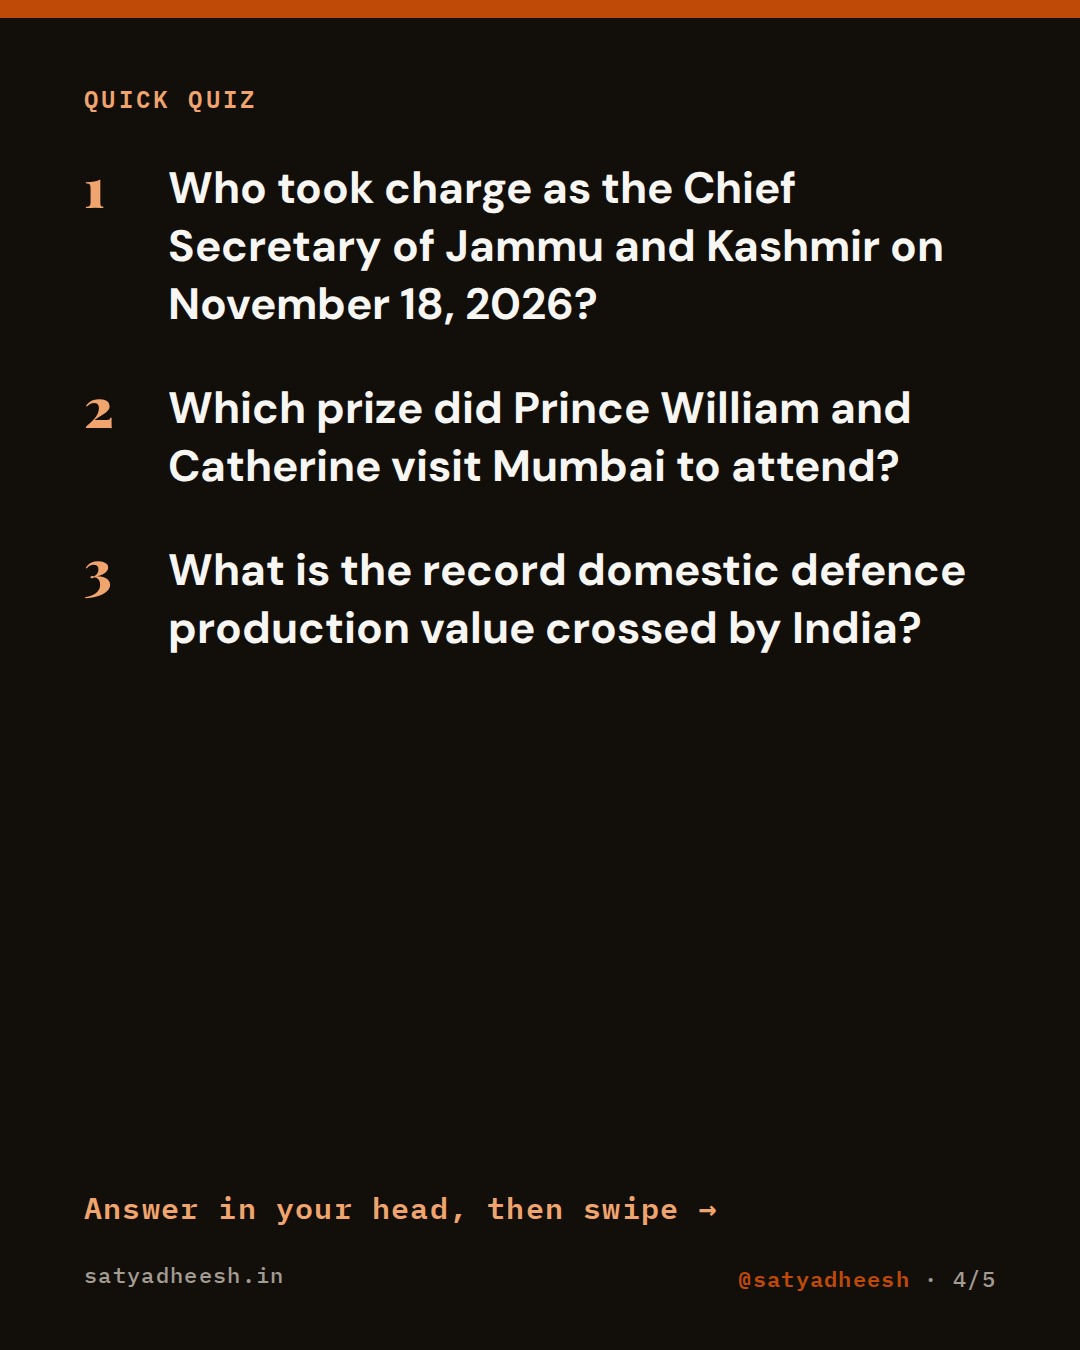 QUICK QUIZ
1 Who took charge as the Chief
Secretary of Jammu and Kashmir on
November 18, 2026?
2 Which prize did Prince William and
Catherine visit Mumbai to attend?
3 What is the record domestic defence
production value crossed by India?
Answer in your head, then swipe →
satyadheesh.in
@satyadheesh · 4/5